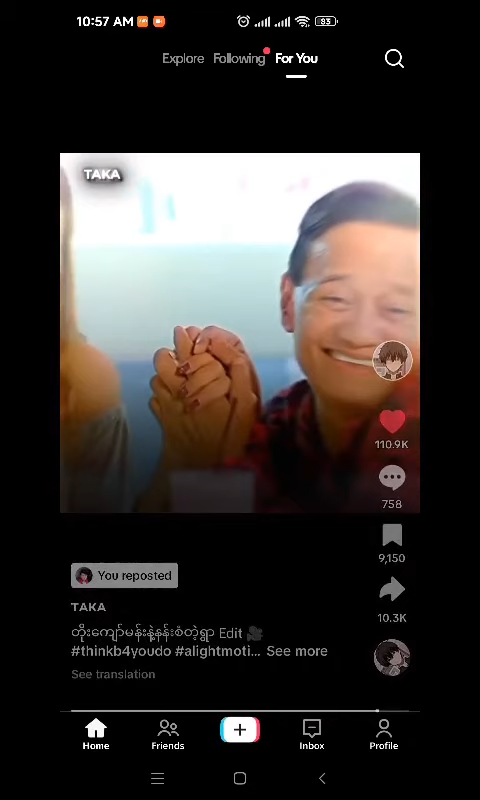 10:57 AM
93
Explore Following For You
TAKA
110.9K
758
9,150
10.3K
You reposted
TAKA
တိုးကျော်မန်းနဲ့နန်းစံတဲ့ရွာ Edit 🎥
#thinkb4youdo #alightmoti... See more
See translation
Home Friends Inbox Profile